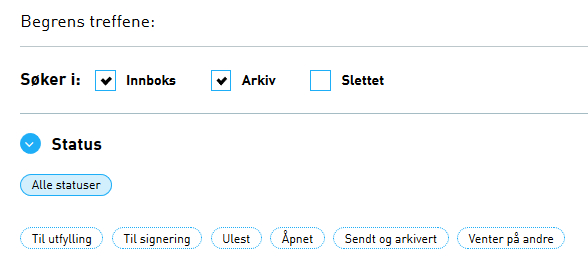 Begrens treffene:
Søker i: Innboks Arkiv Slettet
Status
Alle statuser
Til utfylling Til signering Ulest Åpnet Sendt og arkivert Venter på andre